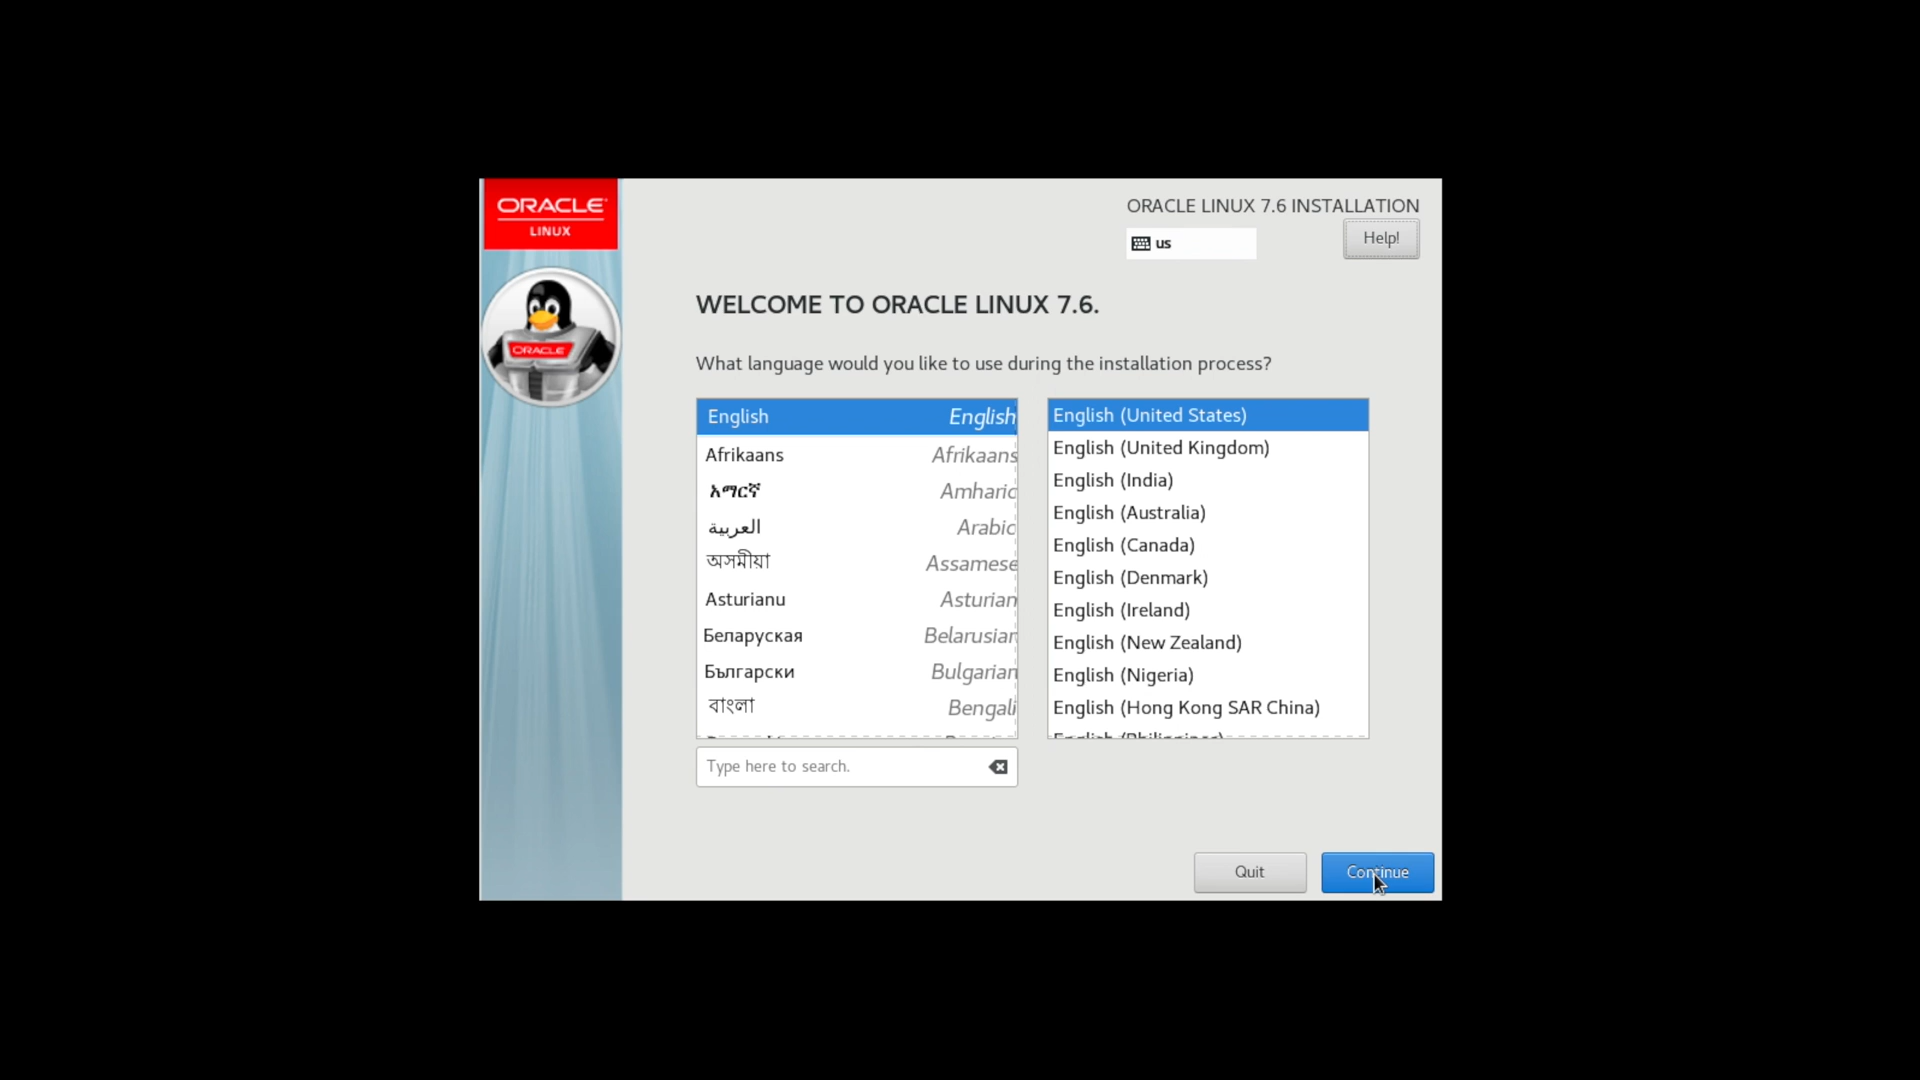 ORACLE
LINUX
ORACLE
ORACLE LINUX 7.6 INSTALLATION
us
Help!
WELCOME TO ORACLE LINUX 7.6.
What language would you like to use during the installation process?
English English
Afrikaans Afrikaans
አማርኛ Amharic
العربية Arabic
অসমীয়া Assamese
Asturianu Asturian
Беларуская Belarusian
Български Bulgarian
বাংলা Bengali
English (United States)
English (United Kingdom)
English (India)
English (Australia)
English (Canada)
English (Denmark)
English (Ireland)
English (New Zealand)
English (Nigeria)
English (Hong Kong SAR China)
English (Philippines)
Type here to search.
Quit
Continue